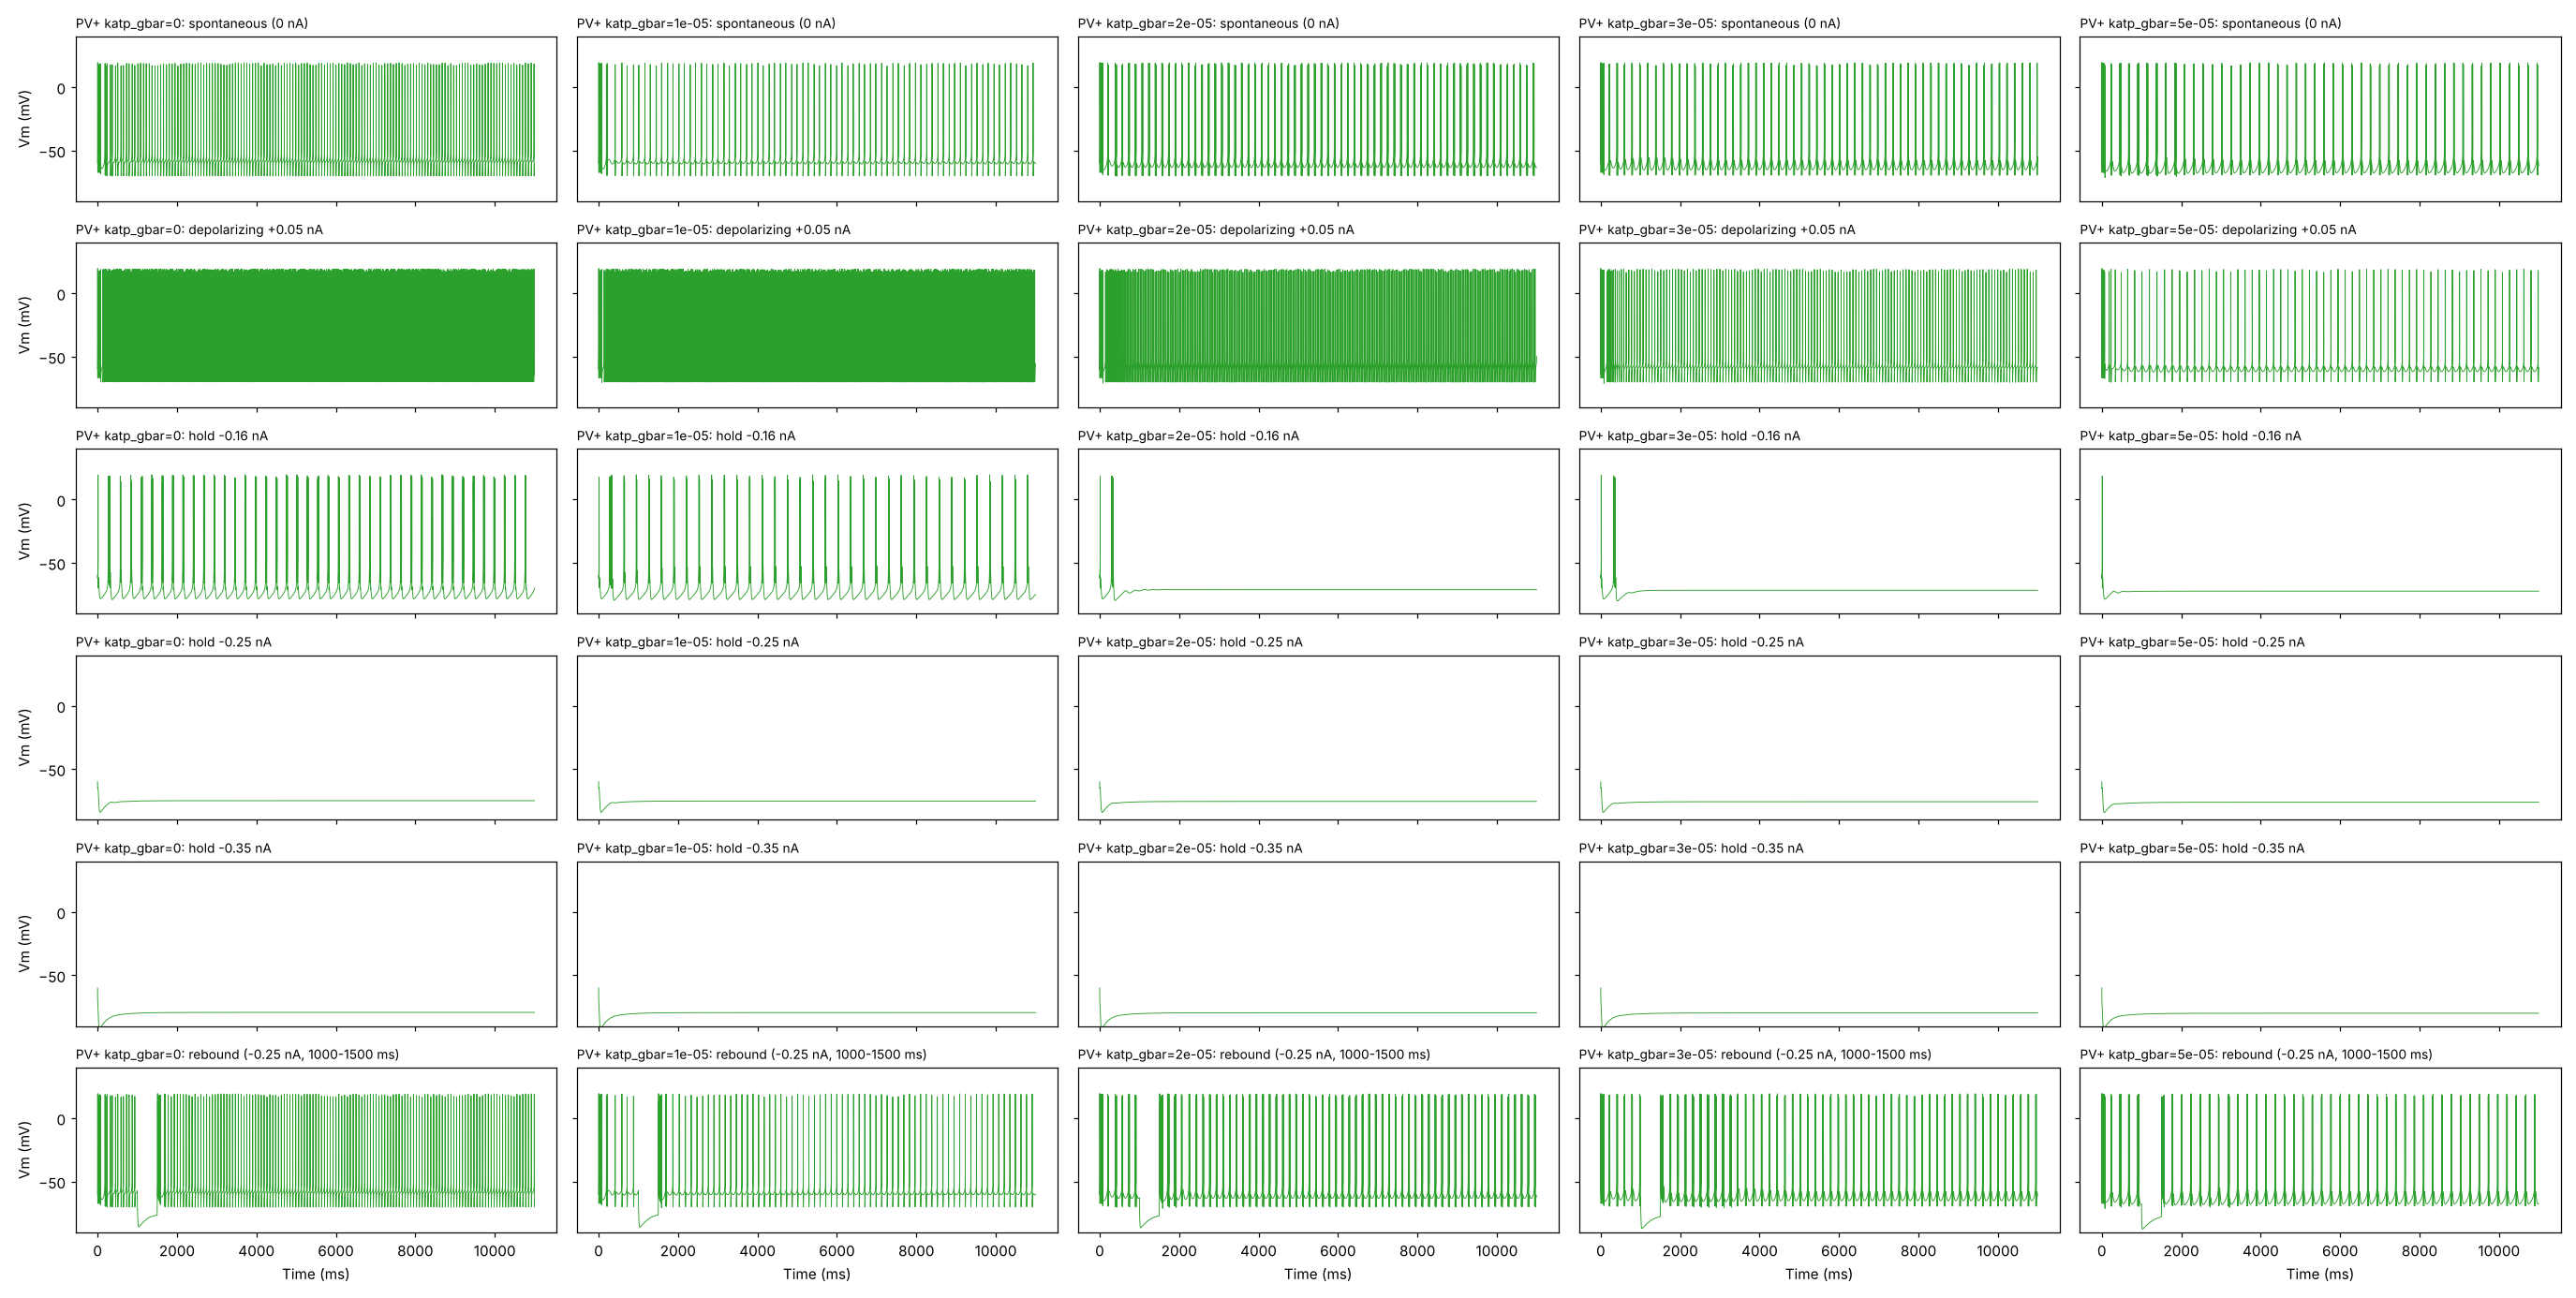 PV+ katp_gbar=0: spontaneous (0 nA)
PV+ katp_gbar=1e-05: spontaneous (0 nA)
PV+ katp_gbar=2e-05: spontaneous (0 nA)
PV+ katp_gbar=3e-05: spontaneous (0 nA)
PV+ katp_gbar=5e-05: spontaneous (0 nA)
Vm (mV)
0
−50
PV+ katp_gbar=0: depolarizing +0.05 nA
PV+ katp_gbar=1e-05: depolarizing +0.05 nA
PV+ katp_gbar=2e-05: depolarizing +0.05 nA
PV+ katp_gbar=3e-05: depolarizing +0.05 nA
PV+ katp_gbar=5e-05: depolarizing +0.05 nA
Vm (mV)
0
−50
PV+ katp_gbar=0: hold -0.16 nA
PV+ katp_gbar=1e-05: hold -0.16 nA
PV+ katp_gbar=2e-05: hold -0.16 nA
PV+ katp_gbar=3e-05: hold -0.16 nA
PV+ katp_gbar=5e-05: hold -0.16 nA
Vm (mV)
0
−50
PV+ katp_gbar=0: hold -0.25 nA
PV+ katp_gbar=1e-05: hold -0.25 nA
PV+ katp_gbar=2e-05: hold -0.25 nA
PV+ katp_gbar=3e-05: hold -0.25 nA
PV+ katp_gbar=5e-05: hold -0.25 nA
Vm (mV)
0
−50
PV+ katp_gbar=0: hold -0.35 nA
PV+ katp_gbar=1e-05: hold -0.35 nA
PV+ katp_gbar=2e-05: hold -0.35 nA
PV+ katp_gbar=3e-05: hold -0.35 nA
PV+ katp_gbar=5e-05: hold -0.35 nA
Vm (mV)
0
−50
PV+ katp_gbar=0: rebound (-0.25 nA, 1000-1500 ms)
PV+ katp_gbar=1e-05: rebound (-0.25 nA, 1000-1500 ms)
PV+ katp_gbar=2e-05: rebound (-0.25 nA, 1000-1500 ms)
PV+ katp_gbar=3e-05: rebound (-0.25 nA, 1000-1500 ms)
PV+ katp_gbar=5e-05: rebound (-0.25 nA, 1000-1500 ms)
Vm (mV)
0
−50
0 2000 4000 6000 8000 10000
0 2000 4000 6000 8000 10000
0 2000 4000 6000 8000 10000
0 2000 4000 6000 8000 10000
0 2000 4000 6000 8000 10000
Time (ms)
Time (ms)
Time (ms)
Time (ms)
Time (ms)